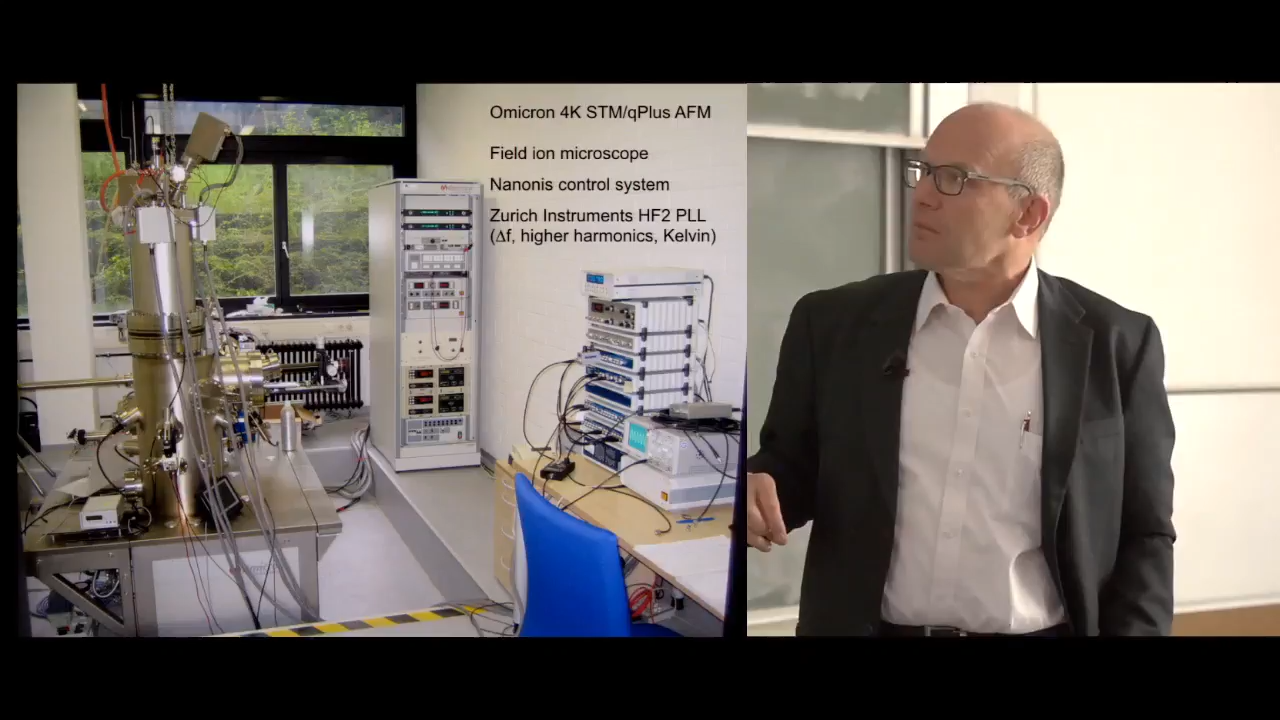 Omicron 4K STM/qPlus AFM
Field ion microscope
Nanonis control system
Zurich Instruments HF2 PLL
(Δf, higher harmonics, Kelvin)